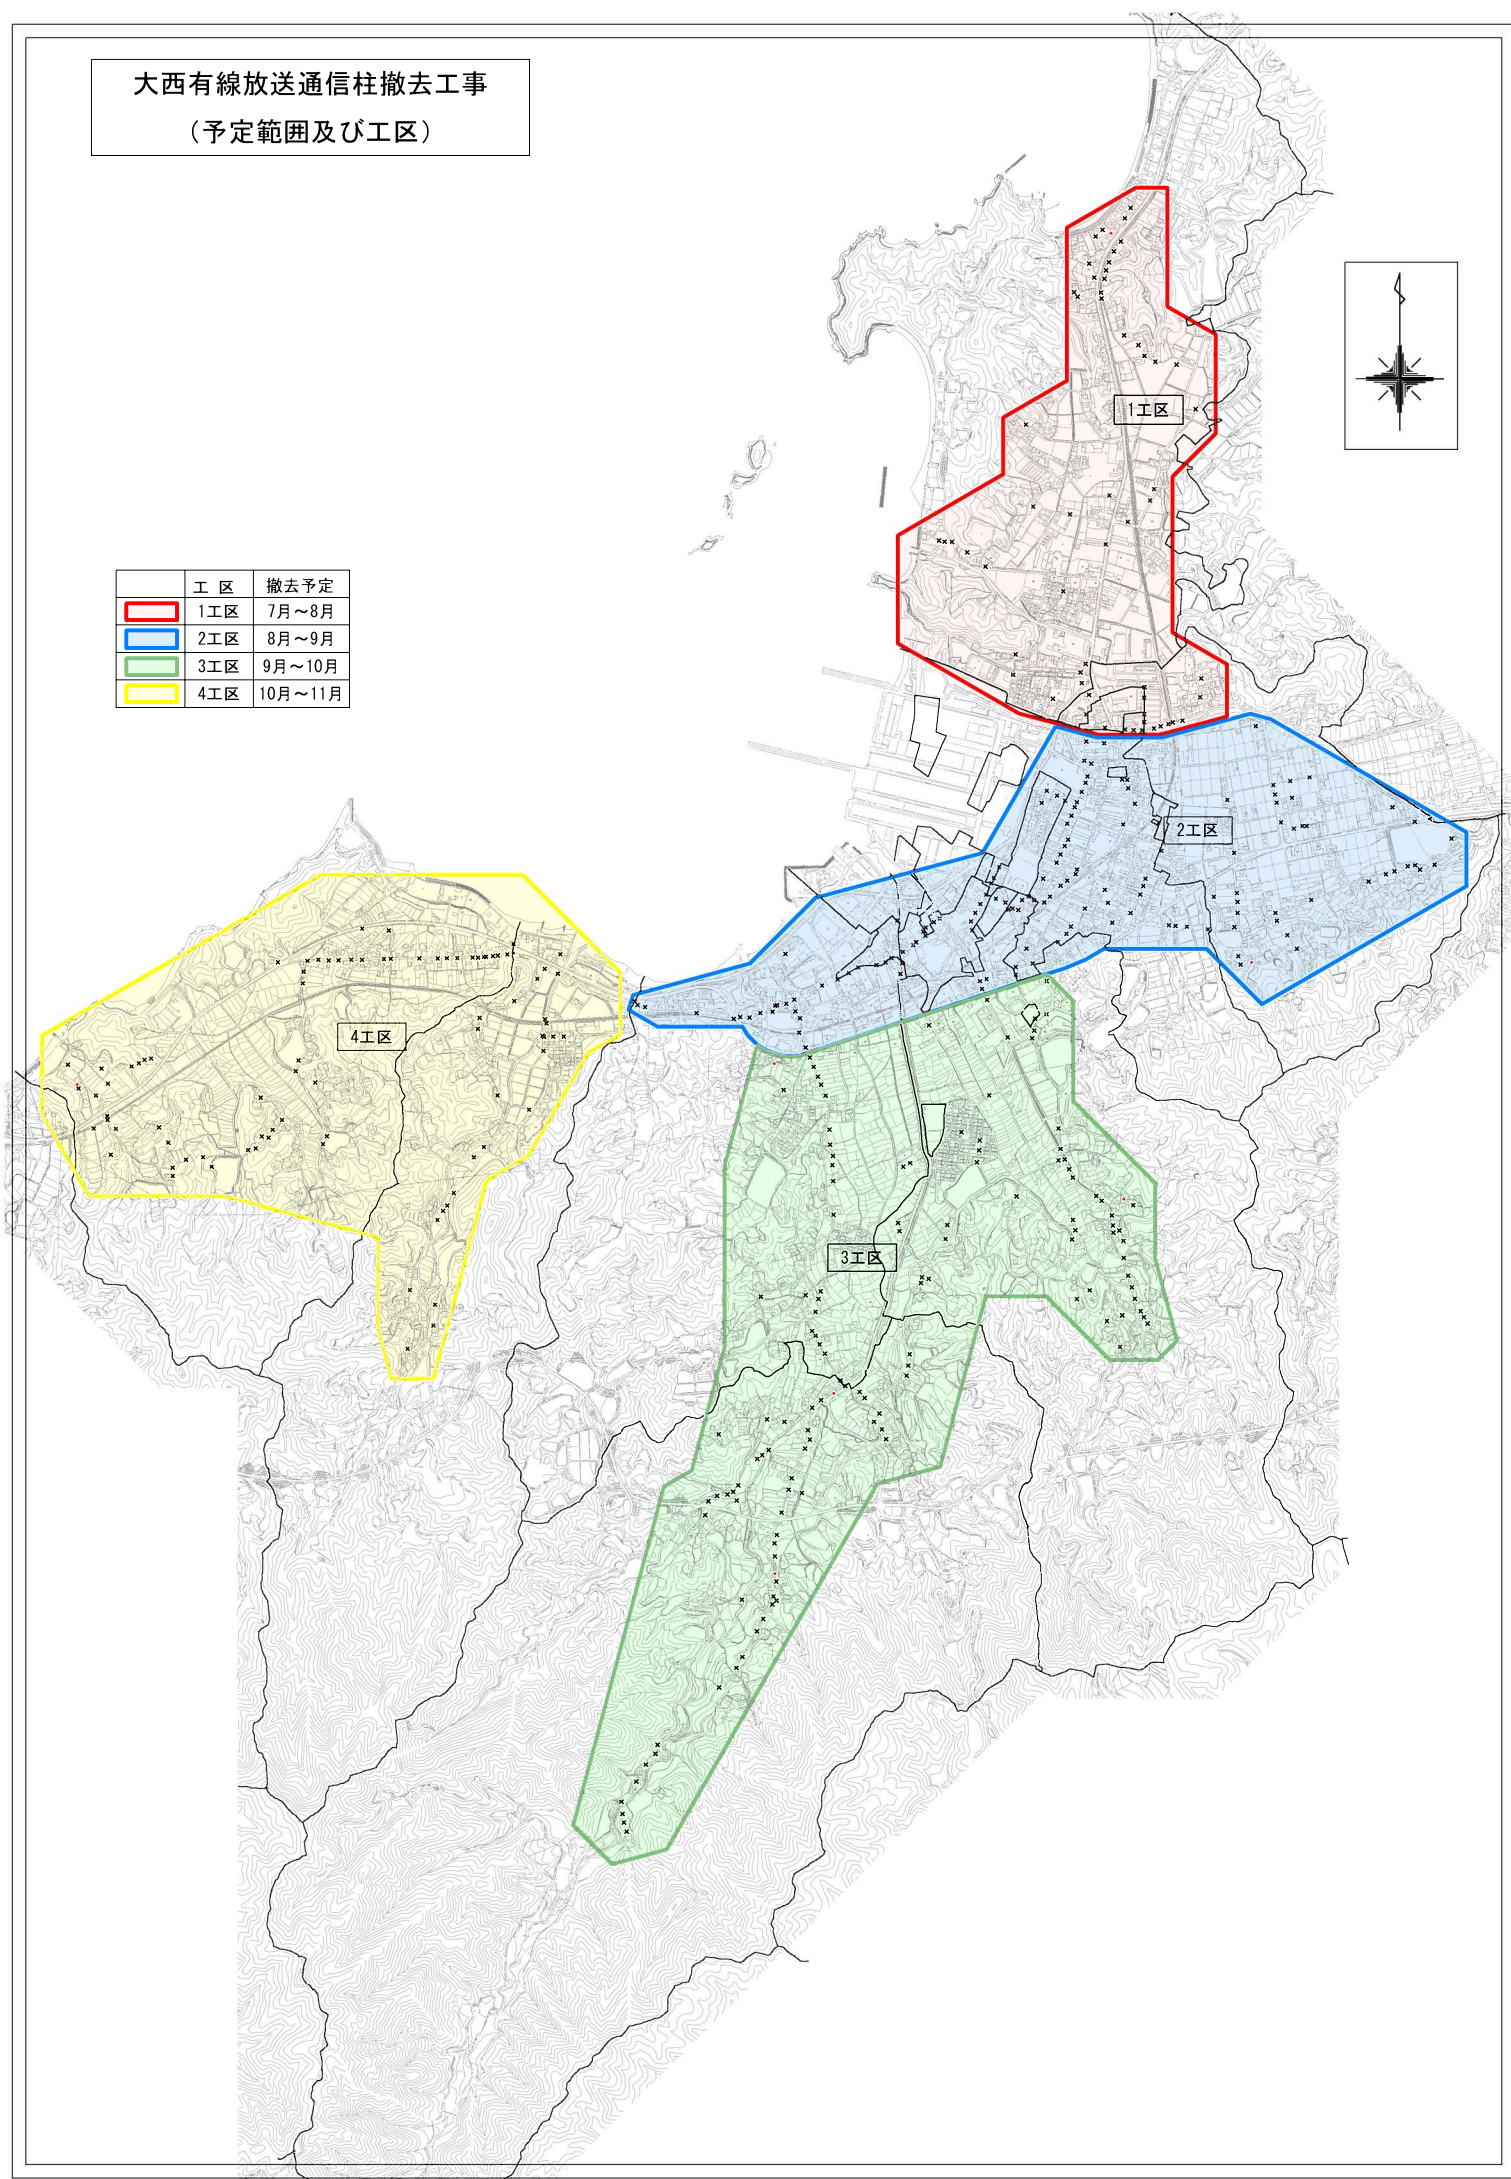 大西有線放送通信柱撤去工事
（予定範囲及び工区）
工 区 撤去予定
1工区 7月～8月
2工区 8月～9月
3工区 9月～10月
4工区 10月～11月
1工区
2工区
4工区
3工区